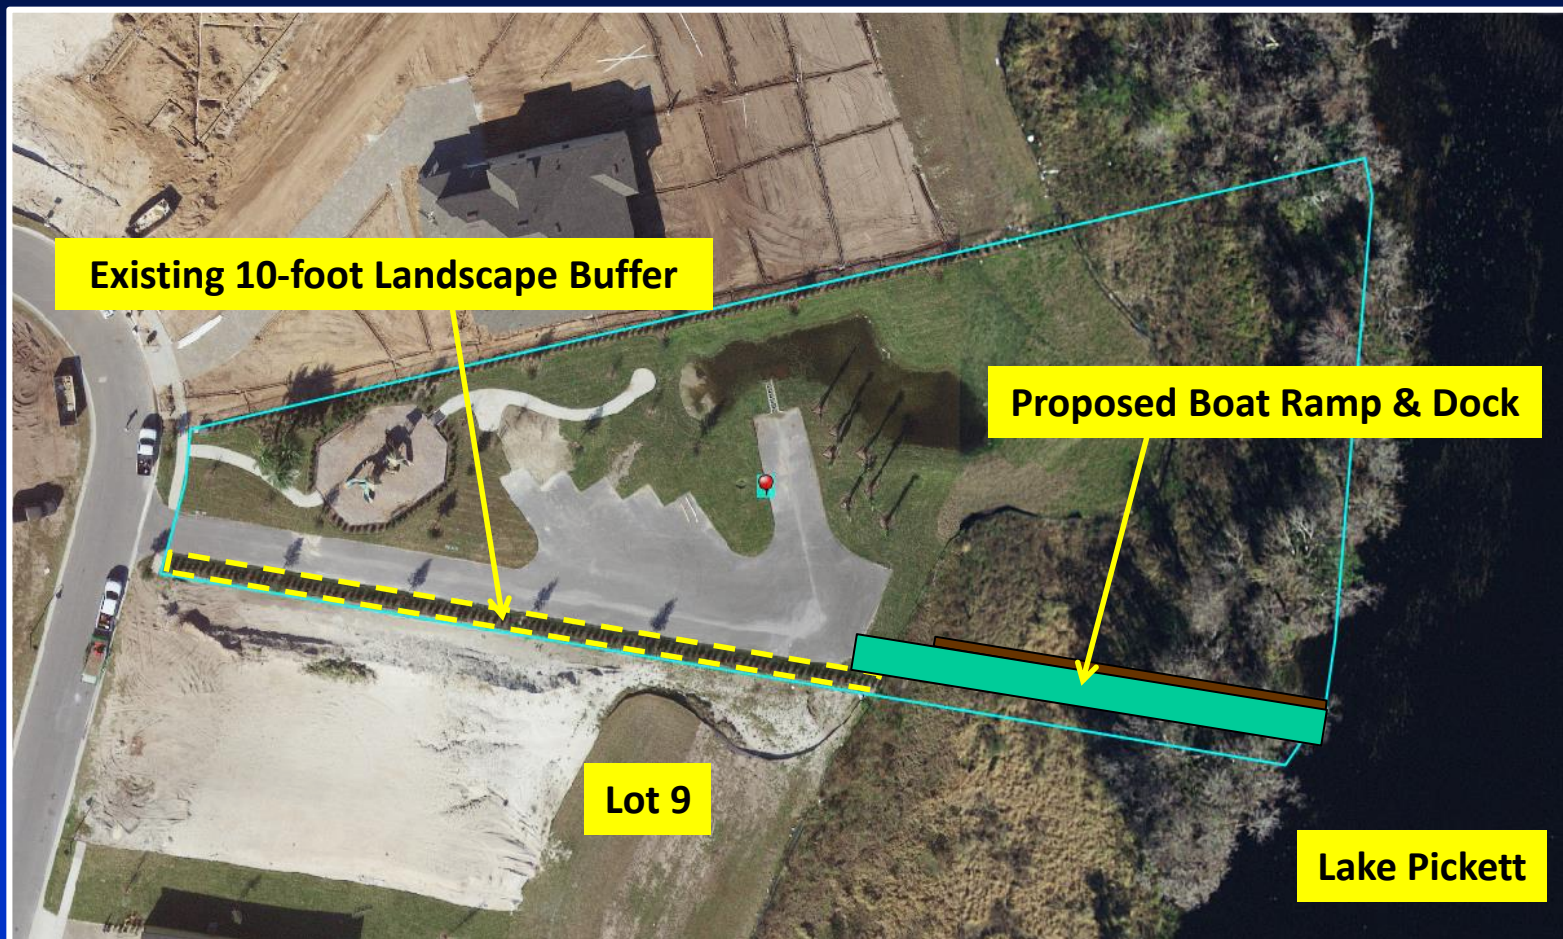 Existing 10-foot Landscape Buffer
Proposed Boat Ramp & Dock
Lot 9
Lake Pickett